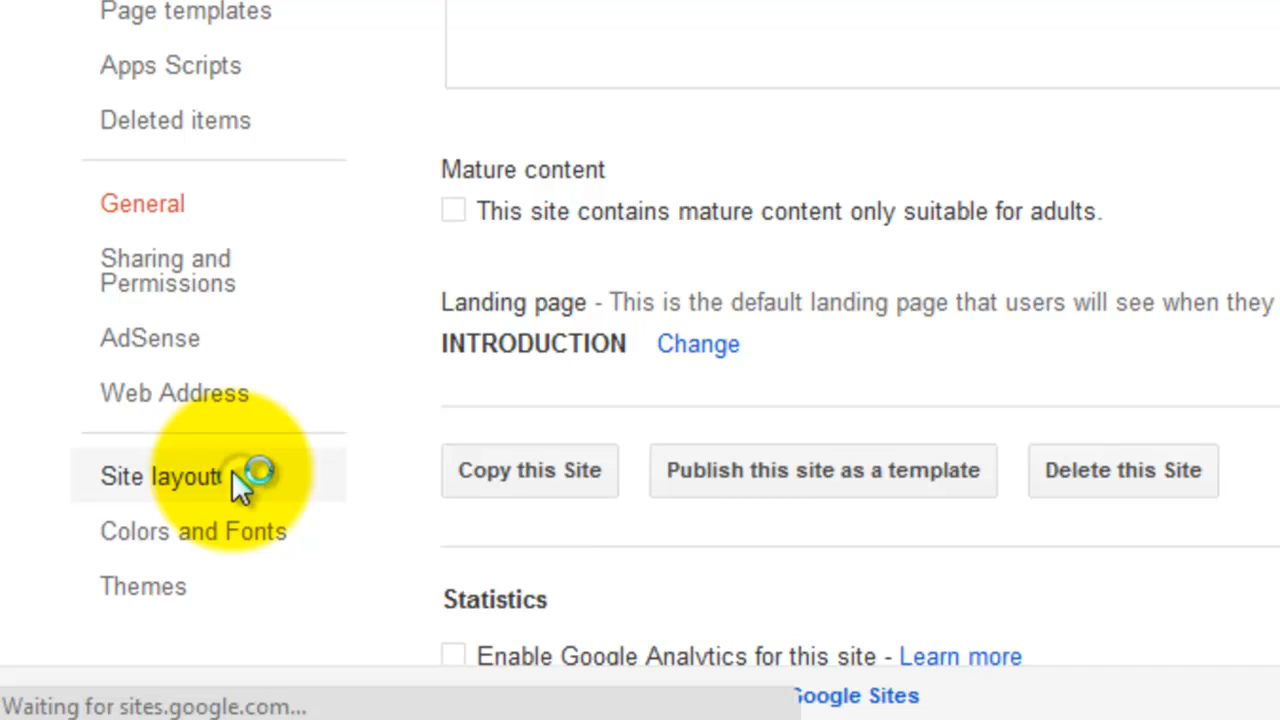 Page templates
Apps Scripts
Deleted items
General
Sharing and
Permissions
AdSense
Web Address
Site layout
Colors and Fonts
Themes
Mature content
This site contains mature content only suitable for adults.
Landing page - This is the default landing page that users will see when they
INTRODUCTION Change
Copy this Site Publish this site as a template Delete this Site
Statistics
Enable Google Analytics for this site - Learn more
Google Sites
Waiting for sites.google.com...